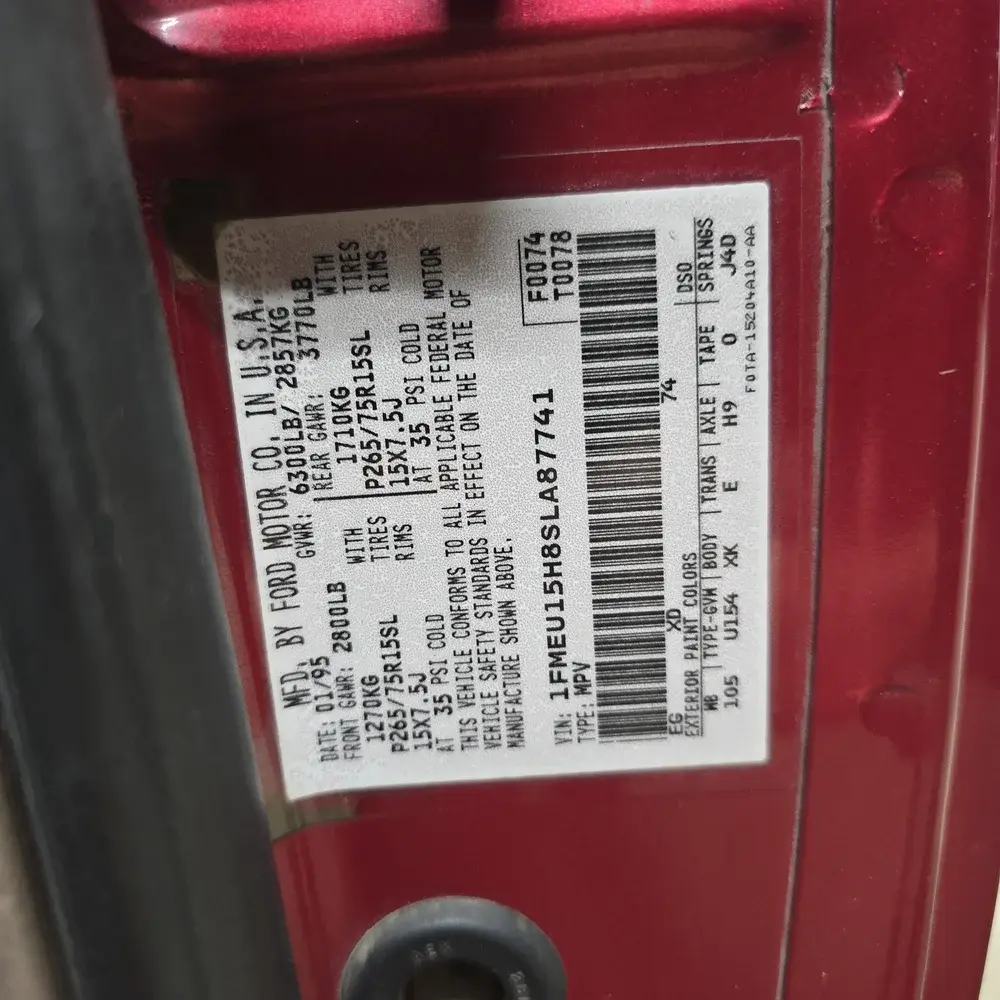 MFD. BY FORD MOTOR CO. IN U.S.A.
DATE: 01/95 GVWR: 6300LB/ 2857KG
FRONT GAWR: 2800LB REAR GAWR: 3770LB
1270KG WITH 1710KG WITH
P265/75R15SL TIRES P265/75R15SL TIRES
15X7.5J RIMS 15X7.5J RIMS
AT 35 PSI COLD AT 35 PSI COLD
THIS VEHICLE CONFORMS TO ALL APPLICABLE FEDERAL MOTOR
VEHICLE SAFETY STANDARDS IN EFFECT ON THE DATE OF
MANUFACTURE SHOWN ABOVE.
F0074
T0078
VIN: 1FMEU15H8SLA87741
TYPE: MPV
EG XD 74
EXTERIOR PAINT COLORS DSO
WB TYPE-GVM BODY TRANS AXLE TAPE SPRINGS
105 U154 XK E H9 O J4D
F0TA-15204A10-AA